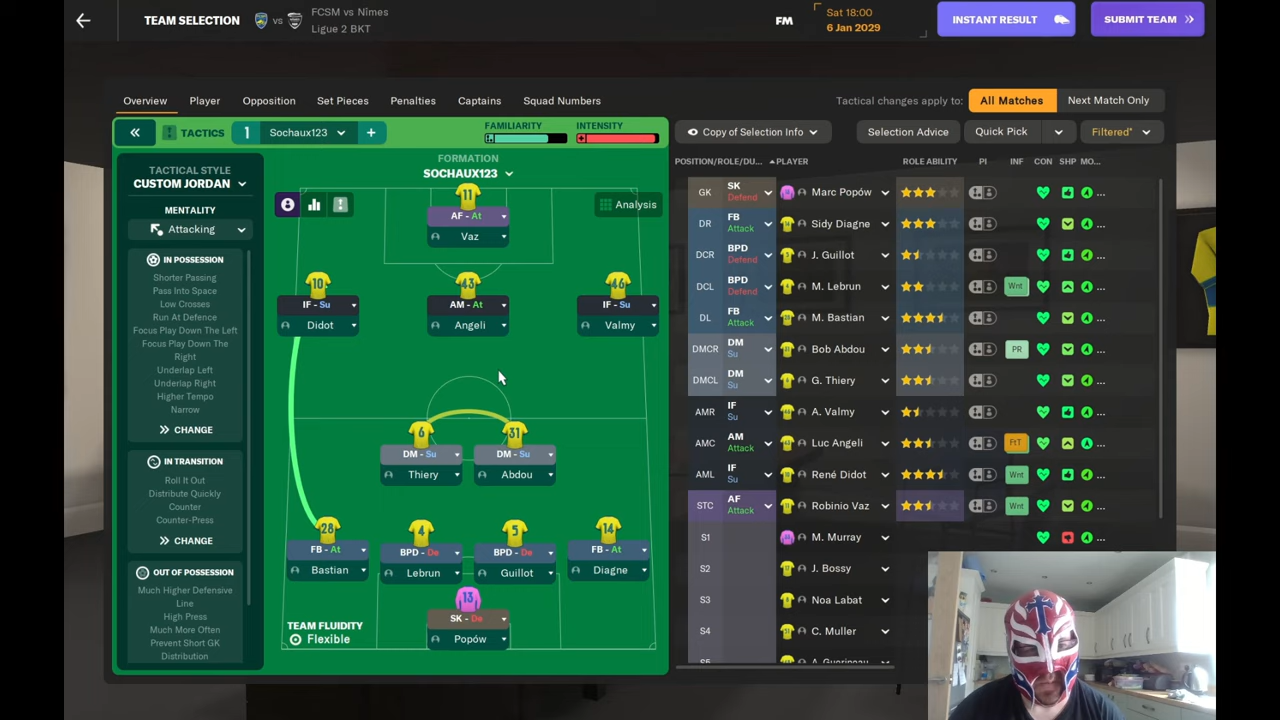 TEAM SELECTION
vs
FCSM vs Nîmes
Ligue 2 BKT
FM
Sat 18:00
6 Jan 2029
INSTANT RESULT
SUBMIT TEAM
Overview
Player
Opposition
Set Pieces
Penalties
Captains
Squad Numbers
Tactical changes apply to:
All Matches
Next Match Only
TACTICS
1
Sochaux123
+
FAMILIARITY
INTENSITY
TACTICAL STYLE
CUSTOM JORDAN
MENTALITY
Attacking
IN POSSESSION
Shorter Passing
Pass Into Space
Low Crosses
Run At Defence
Focus Play Down The Left
Focus Play Down The
Right
Underlap Left
Underlap Right
Higher Tempo
Narrow
CHANGE
IN TRANSITION
Roll It Out
Distribute Quickly
Counter
Counter-Press
CHANGE
OUT OF POSSESSION
Much Higher Defensive
Line
High Press
Much More Often
Prevent Short GK
Distribution
FORMATION
SOCHAUX123
Analysis
11
AF - At
Vaz
10
IF - Su
Didot
43
AM - At
Angeli
46
IF - Su
Valmy
6
DM - Su
Thiery
31
DM - Su
Abdou
28
FB - At
Bastian
4
BPD - De
Lebrun
5
BPD - De
Guillot
14
FB - At
Diagne
13
SK - De
Popów
TEAM FLUIDITY
Flexible
Copy of Selection Info
Selection Advice
Quick Pick
Filtered*
POSITION/ROLE/DU... PLAYER ROLE ABILITY PI INF CON SHP MO...
GK SK Defend Marc Popów ...
DR FB Attack Sidy Diagne ...
DCR BPD Defend J. Guillot ...
DCL BPD Defend M. Lebrun Wnt ...
DL FB Attack M. Bastian ...
DMCR DM Su Bob Abdou PR ...
DMCL DM Su G. Thiery ...
AMR IF Su A. Valmy ...
AMC AM Attack Luc Angeli FtT ...
AML IF Su René Didot Wnt ...
STC AF Attack Robinio Vaz Wnt ...
S1 M. Murray ...
S2 J. Bossy
S3 Noa Labat
S4 C. Muller
A. Guerineau